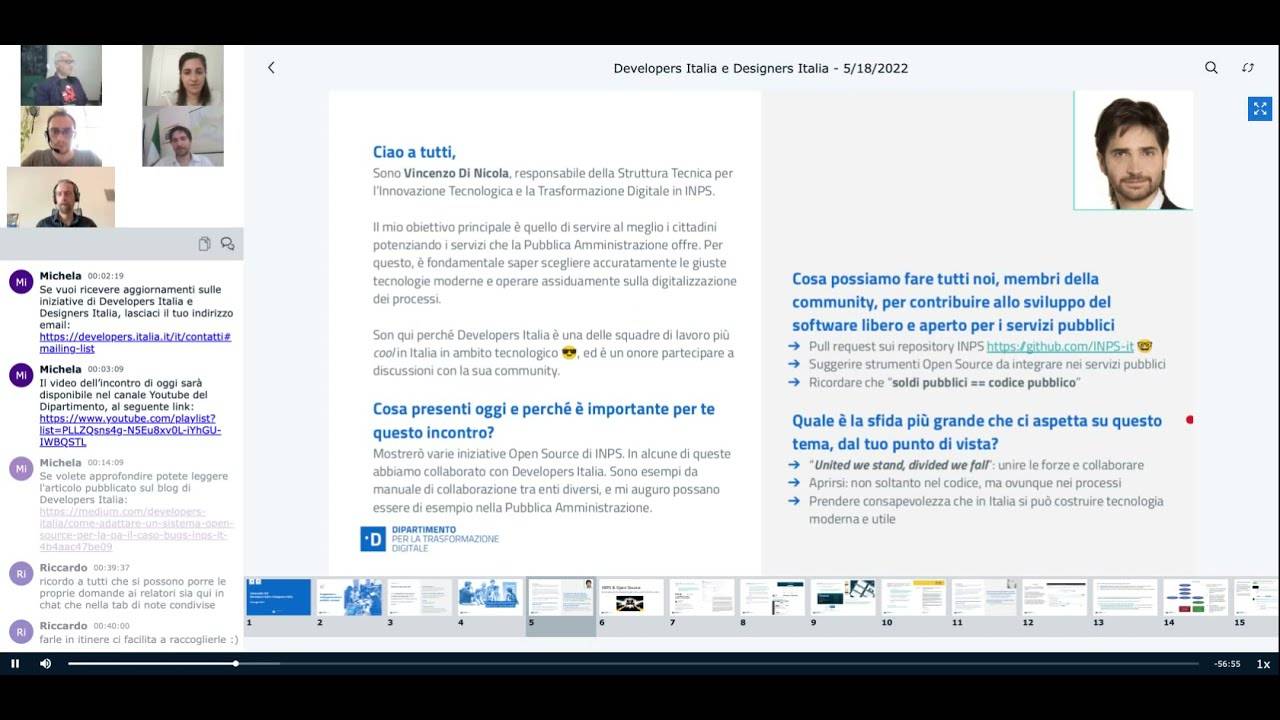 Developers Italia e Designers Italia - 5/18/2022
Mi
Michela 00:02:19
Se vuoi ricevere aggiornamenti sulle
iniziative di Developers Italia e
Designers Italia, lasciaci il tuo indirizzo
email:
https://developers.italia.it/it/contatti#
mailing-list
Mi
Michela 00:03:09
Il video dell'incontro di oggi sarà
disponibile nel canale Youtube del
Dipartimento, al seguente link:
https://www.youtube.com/playlist?
list=PLLZQsns4g-N5Eu8xv0L-iYhGU-
IWBQSTL
Mi
Michela 00:14:09
Se volete approfondire potete leggere
l'articolo pubblicato sul blog di
Developers Italia:
https://medium.com/developers-
italia/come-adattare-un-sistema-open-
source-per-la-pa-il-caso-bugs-inps-it-
4b4aac47be09
Ri
Riccardo 00:39:37
ricordo a tutti che si possono porre le
proprie domande ai relatori sia qui in
chat che nella tab di note condivise
Ri
Riccardo 00:40:00
farle in itinere ci facilita a raccoglierle :)
Ciao a tutti,
Sono Vincenzo Di Nicola, responsabile della Struttura Tecnica per
l'Innovazione Tecnologica e la Trasformazione Digitale in INPS.
Il mio obiettivo principale è quello di servire al meglio i cittadini
potenziando i servizi che la Pubblica Amministrazione offre. Per
questo, è fondamentale saper scegliere accuratamente le giuste
tecnologie moderne e operare assiduamente sulla digitalizzazione
dei processi.
Son qui perché Developers Italia è una delle squadre di lavoro più
cool in Italia in ambito tecnologico 😎, ed è un onore partecipare a
discussioni con la sua community.
Cosa presenti oggi e perché è importante per te
questo incontro?
Mostrerò varie iniziative Open Source di INPS. In alcune di queste
abbiamo collaborato con Developers Italia. Sono esempi da
manuale di collaborazione tra enti diversi, e mi auguro possano
essere di esempio nella Pubblica Amministrazione.
D
DIPARTIMENTO
PER LA TRASFORMAZIONE
DIGITALE
Cosa possiamo fare tutti noi, membri della
community, per contribuire allo sviluppo del
software libero e aperto per i servizi pubblici
→ Pull request sui repository INPS https://github.com/INPS-it 🤓
→ Suggerire strumenti Open Source da integrare nei servizi pubblici
→ Ricordare che "soldi pubblici == codice pubblico"
Quale è la sfida più grande che ci aspetta su questo
tema, dal tuo punto di vista?
→ "United we stand, divided we fall": unire le forze e collaborare
→ Aprirsi: non soltanto nel codice, ma ovunque nei processi
→ Prendere consapevolezza che in Italia si può costruire tecnologia
moderna e utile
INPS & Open Source
1 2 3 4 5 6 7 8 9 10 11 12 13 14 15
-56:55 1x